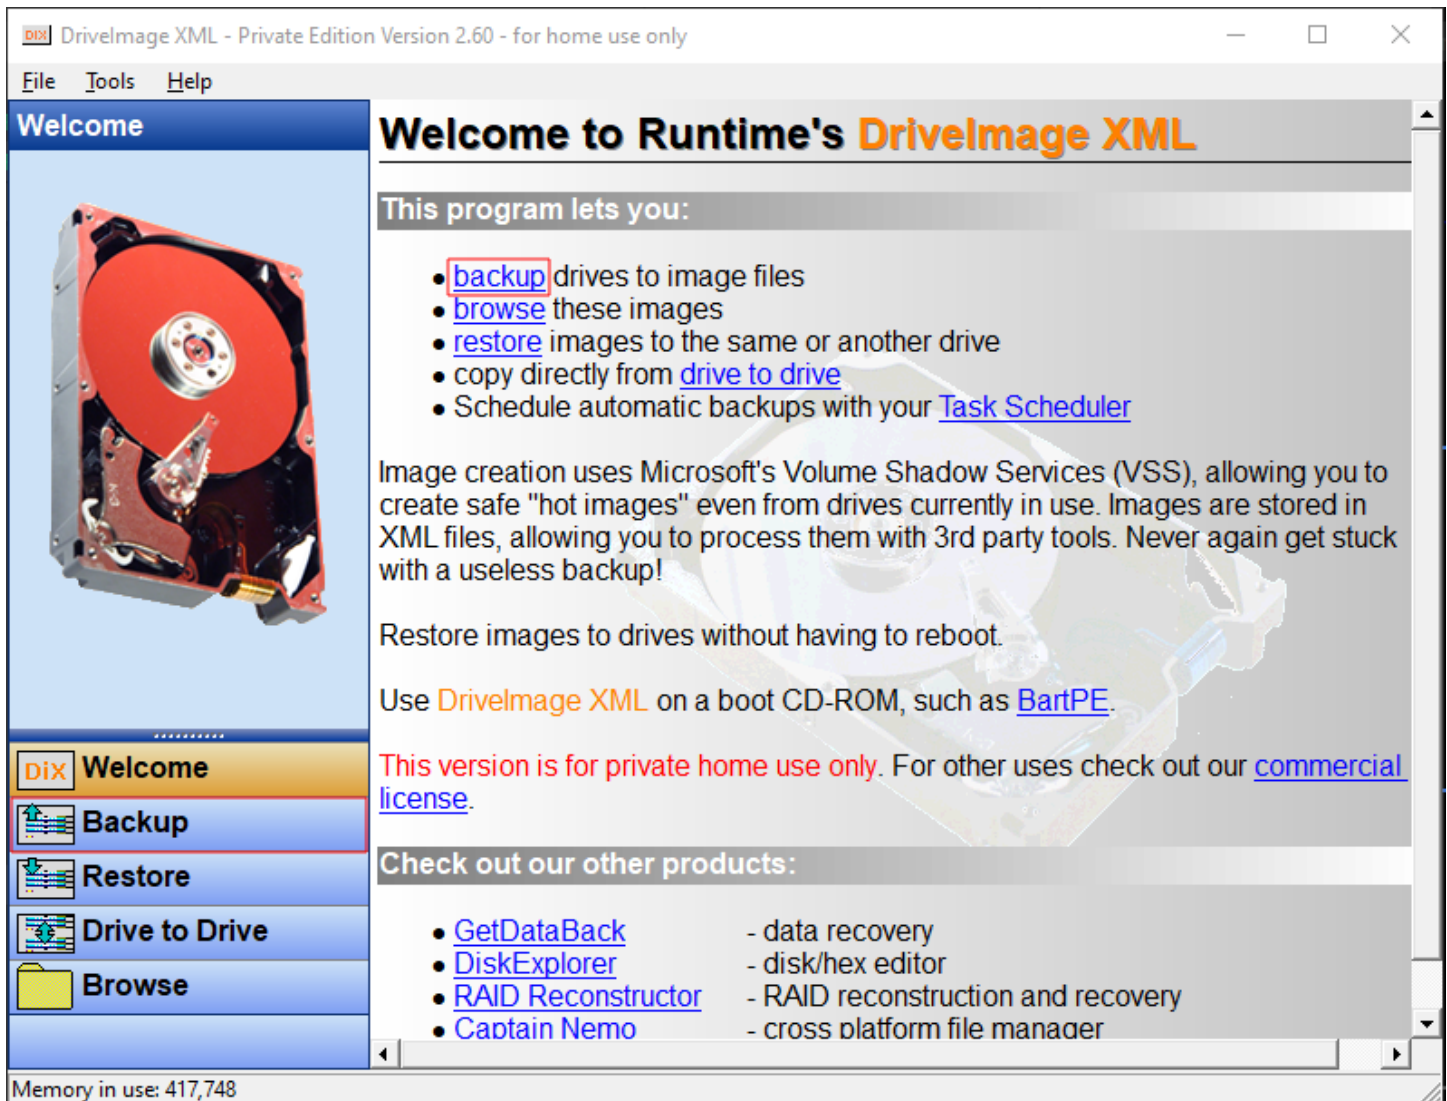 DiX DriveImage XML - Private Edition Version 2.60 - for home use only
File Tools Help
Welcome
Welcome to Runtime's DriveImage XML
This program lets you:
• backup drives to image files
• browse these images
• restore images to the same or another drive
• copy directly from drive to drive
• Schedule automatic backups with your Task Scheduler
Image creation uses Microsoft's Volume Shadow Services (VSS), allowing you to
create safe "hot images" even from drives currently in use. Images are stored in
XML files, allowing you to process them with 3rd party tools. Never again get stuck
with a useless backup!
Restore images to drives without having to reboot.
Use DriveImage XML on a boot CD-ROM, such as BartPE.
This version is for private home use only. For other uses check out our commercial
license.
Check out our other products:
• GetDataBack - data recovery
• DiskExplorer - disk/hex editor
• RAID Reconstructor - RAID reconstruction and recovery
• Captain Nemo - cross platform file manager
DiX Welcome
Backup
Restore
Drive to Drive
Browse
Memory in use: 417,748